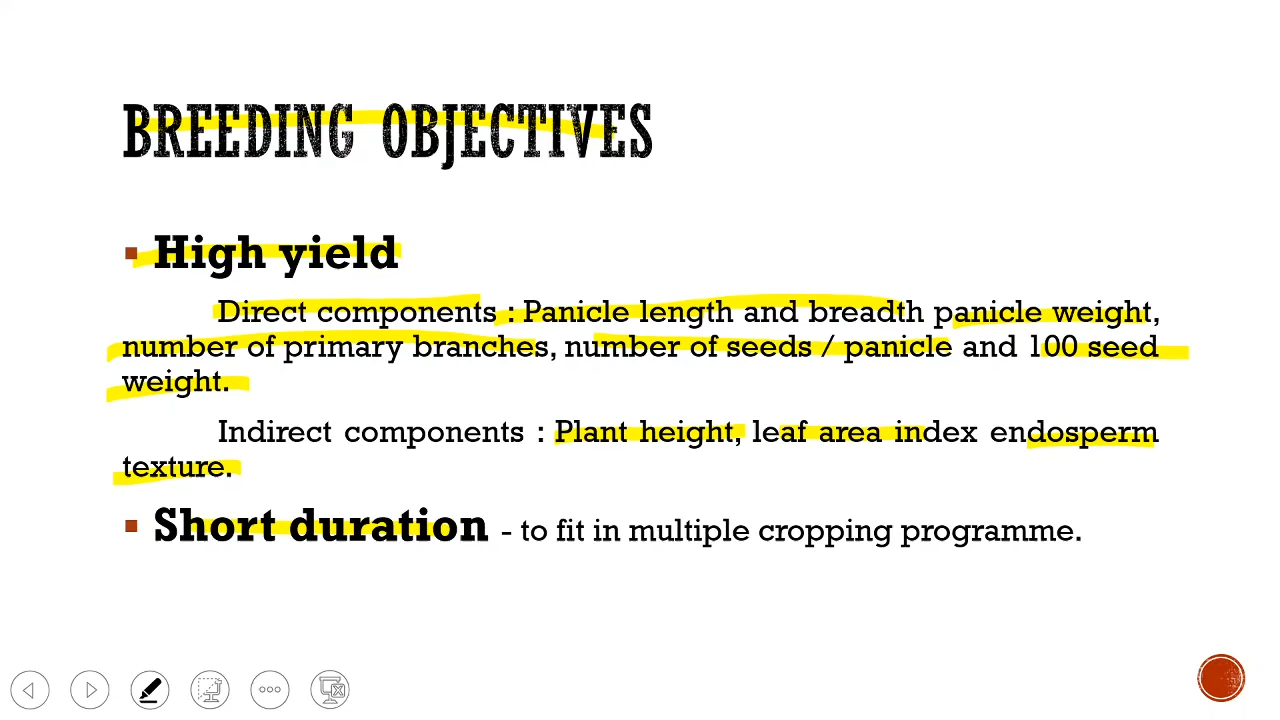 BREEDING OBJECTIVES
▪ High yield
Direct components : Panicle length and breadth panicle weight,
number of primary branches, number of seeds / panicle and 100 seed
weight.
Indirect components : Plant height, leaf area index endosperm
texture.
▪ Short duration - to fit in multiple cropping programme.